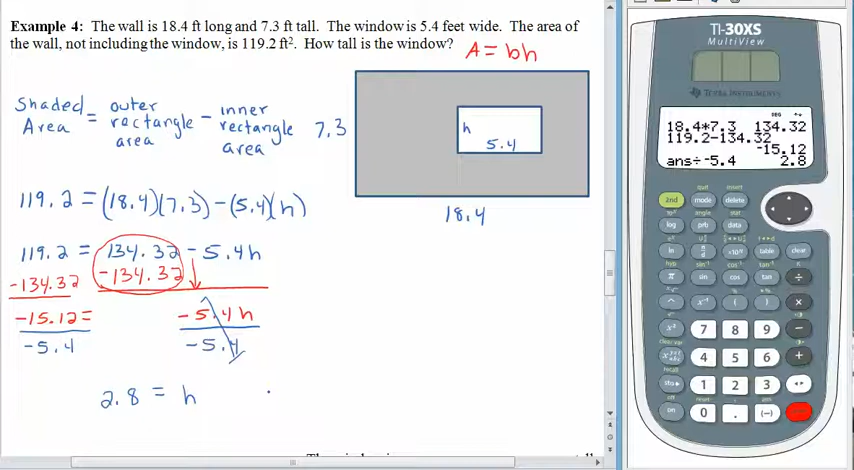 Example 4: The wall is 18.4 ft long and 7.3 ft tall. The window is 5.4 feet wide. The area of
the wall, not including the window, is 119.2 ft². How tall is the window?
A = bh
Shaded Area = outer rectangle area - inner rectangle area
7.3
h
5.4
18.4
119.2 = (18.4)(7.3) - (5.4)(h)
119.2 = 134.32 - 5.4h
-134.32 -134.32
-15.12 = -5.4h
-5.4 -5.4
2.8 = h
TI-30XS
MultiView
TEXAS INSTRUMENTS
DEG
18.4*7.3 134.32
119.2-134.32
-15.12
ans÷-5.4 2.8
2nd mode delete
log prb data
ln n/d ×10ⁿ table clear
π sin cos tan ÷
^ x⁻¹ ( ) ×
x² 7 8 9 −
4 5 6 +
sto► 1 2 3
on 0 . (−)